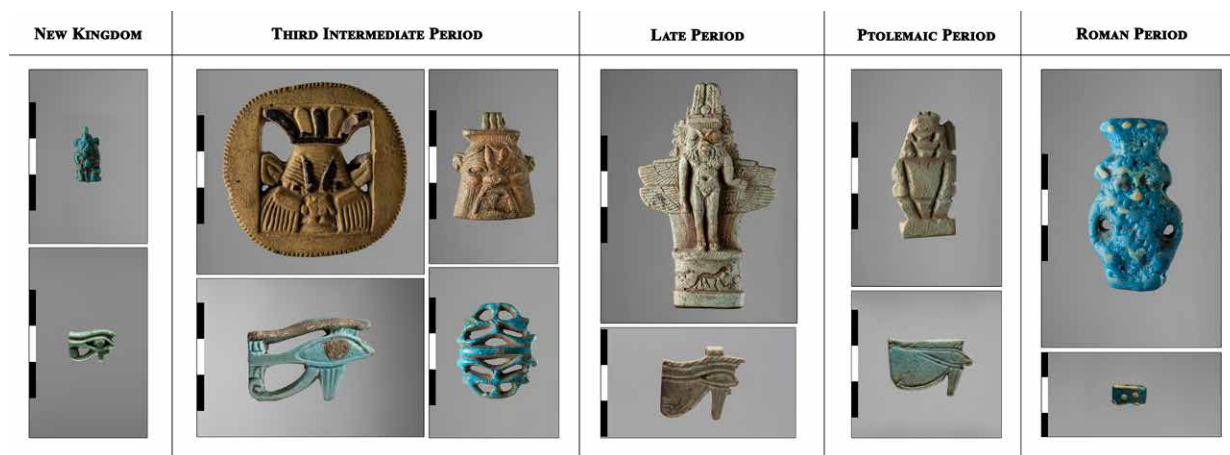 NEW KINGDOM
THIRD INTERMEDIATE PERIOD
LATE PERIOD
PTOLEMAIC PERIOD
ROMAN PERIOD